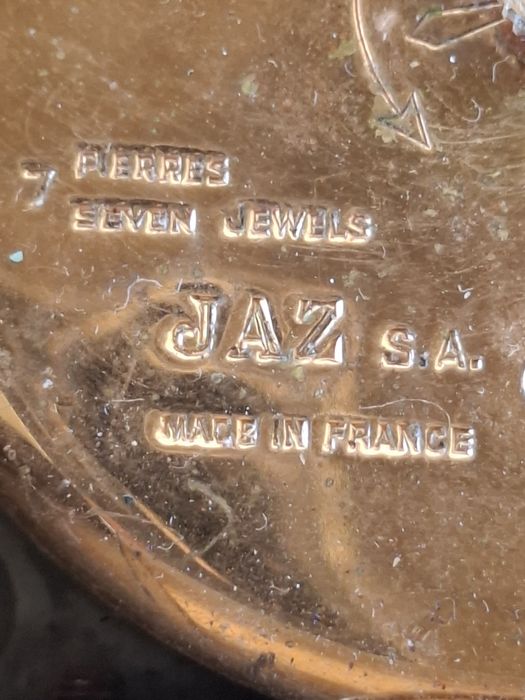 7 PIERRES
SEVEN JEWELS
JAZ S.A.
MADE IN FRANCE